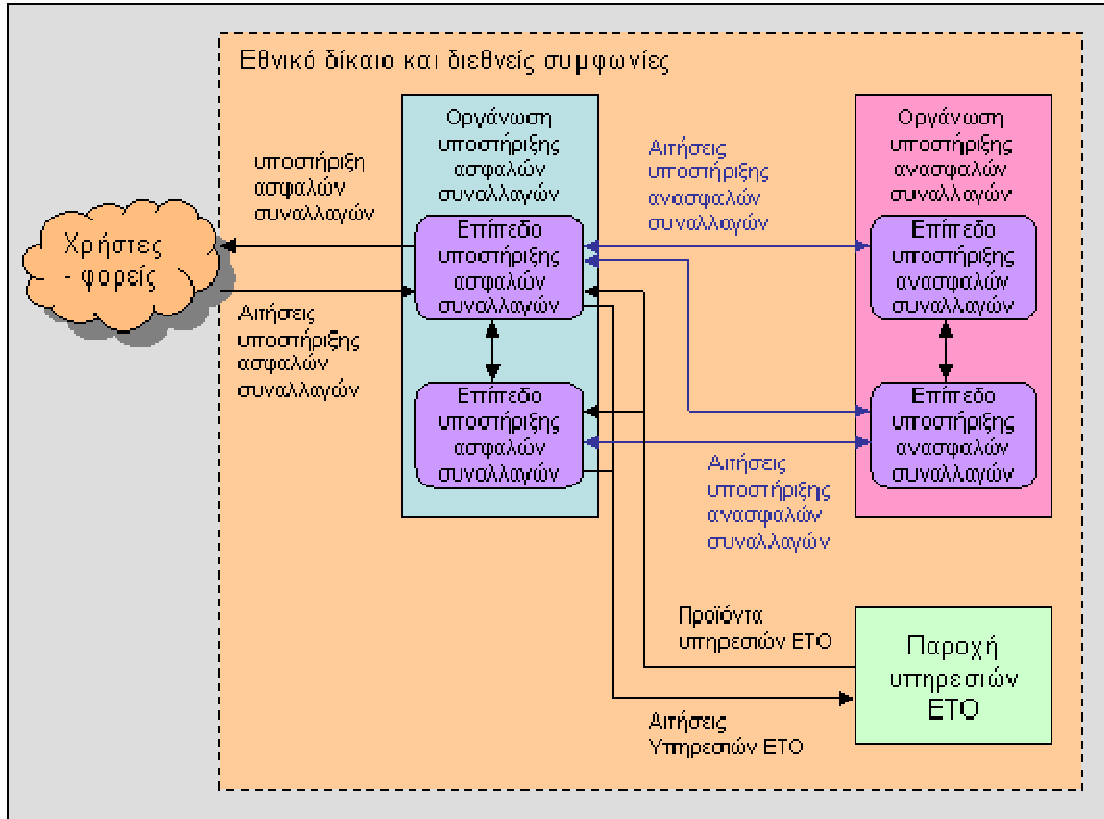 Εθνικό δίκαιο και διεθνείς συμφωνίες
Οργάνωση
υποστήριξης
ασφαλών
συναλλαγών
Οργάνωση
υποστήριξης
ανασφαλών
συναλλαγών
υποστήριξη
ασφαλών
συναλλαγών
Αιτήσεις
υποστήριξης
ανασφαλών
συναλλαγών
Χρήστες
- φορείς
Επίπεδο
υποστήριξης
ασφαλών
συναλλαγών
Επίπεδο
υποστήριξης
ανασφαλών
συναλλαγών
Αιτήσεις
υποστήριξης
ασφαλών
συναλλαγών
Επίπεδο
υποστήριξης
ασφαλών
συναλλαγών
Επίπεδο
υποστήριξης
ανασφαλών
συναλλαγών
Αιτήσεις
υποστήριξης
ανασφαλών
συναλλαγών
Προϊόντα
υπηρεσιών ΕΤΟ
Παροχή
υπηρεσιών
ΕΤΟ
Αιτήσεις
Υπηρεσιών ΕΤΟ